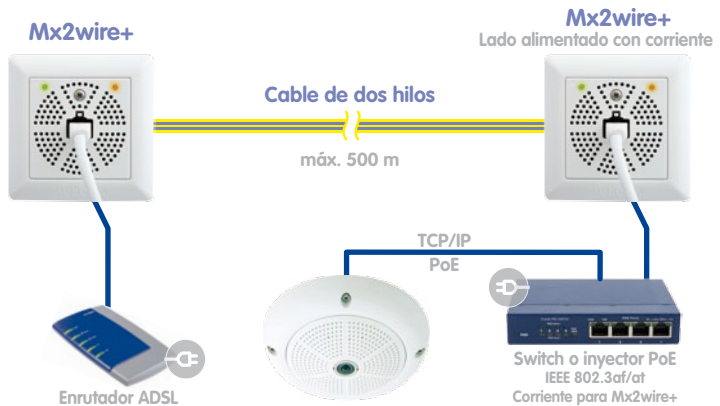 Mx2wire+
Mx2wire+
Lado alimentado con corriente
Cable de dos hilos
máx. 500 m
TCP/IP
PoE
Enrutador ADSL
Switch o inyector PoE
IEEE 802.3af/at
Corriente para Mx2wire+